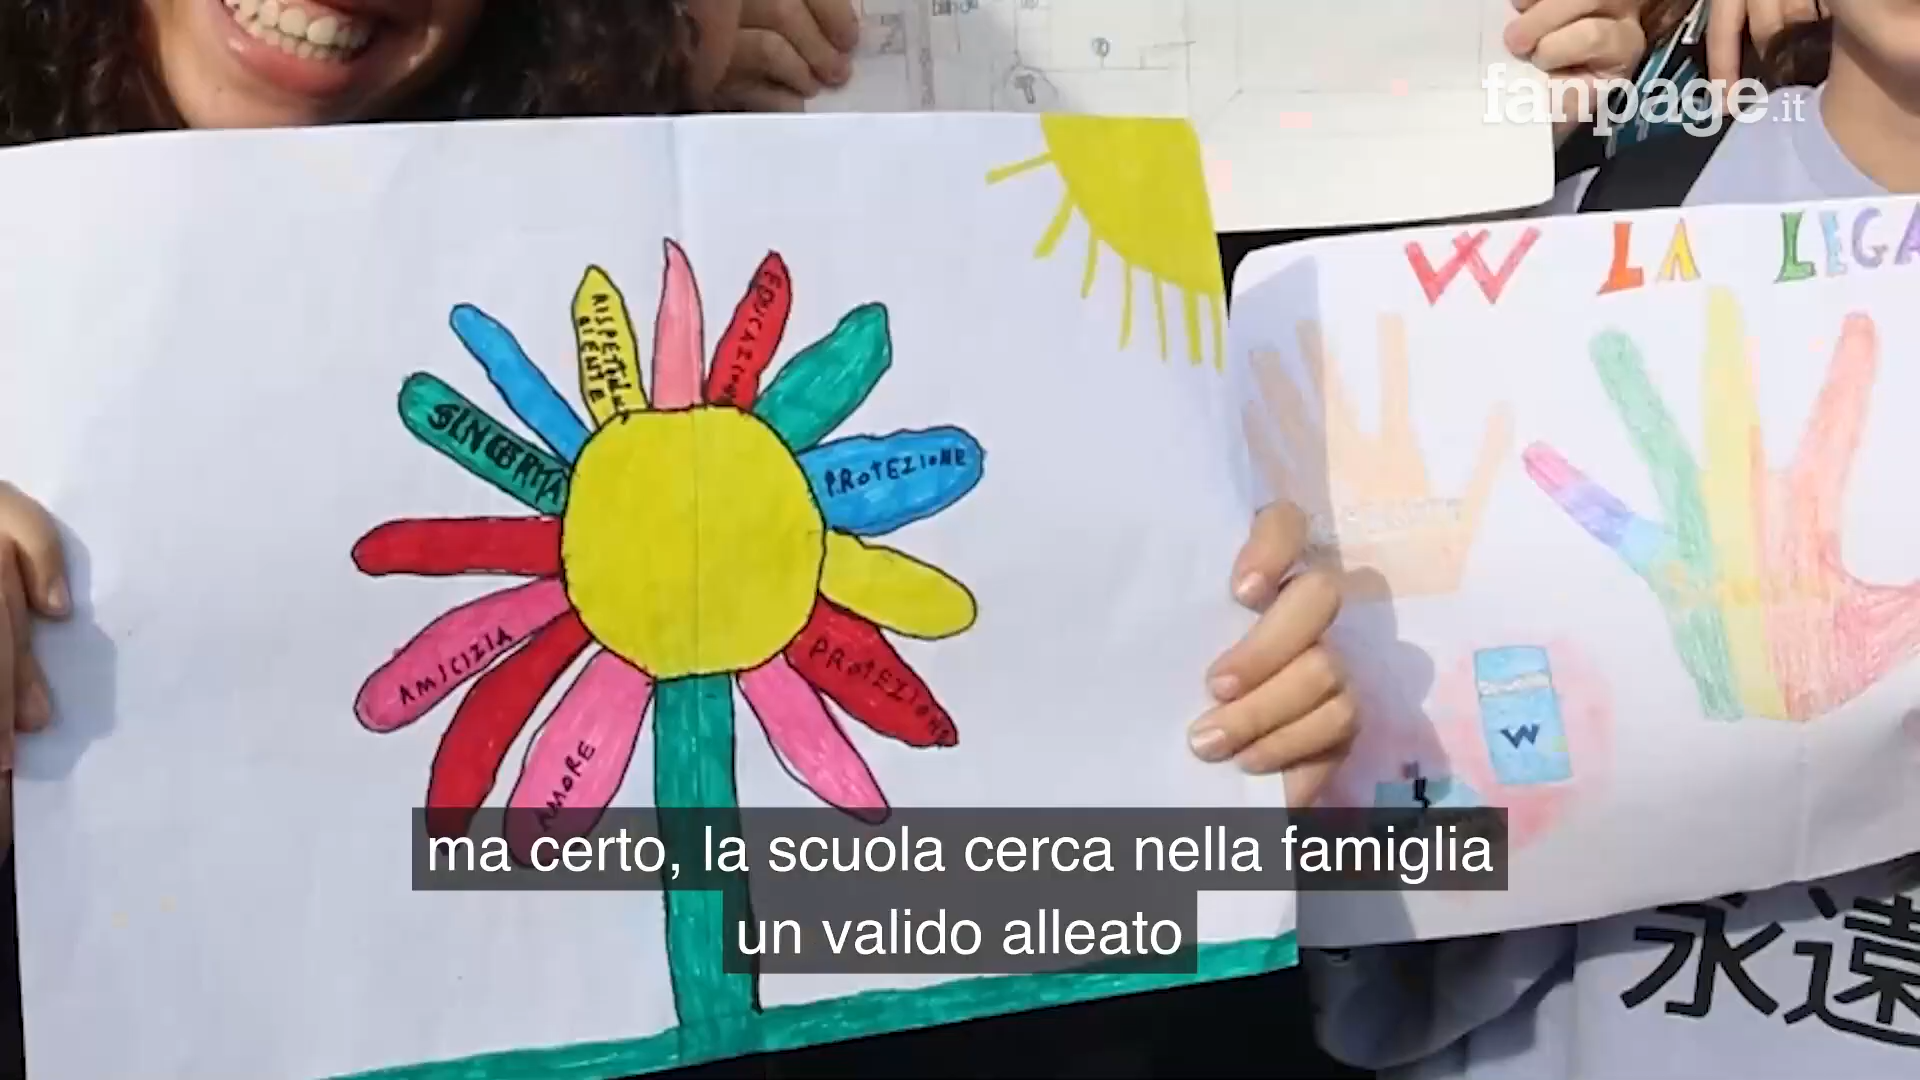 fanpage.it
W LA LEGA
EDUCAZIONE
RISPETTO
BIENTE
SINCERITÀ
PROTEZIONE
AMICIZIA
PROTEZIONE
AMORE
W
ma certo, la scuola cerca nella famiglia
un valido alleato
永遠